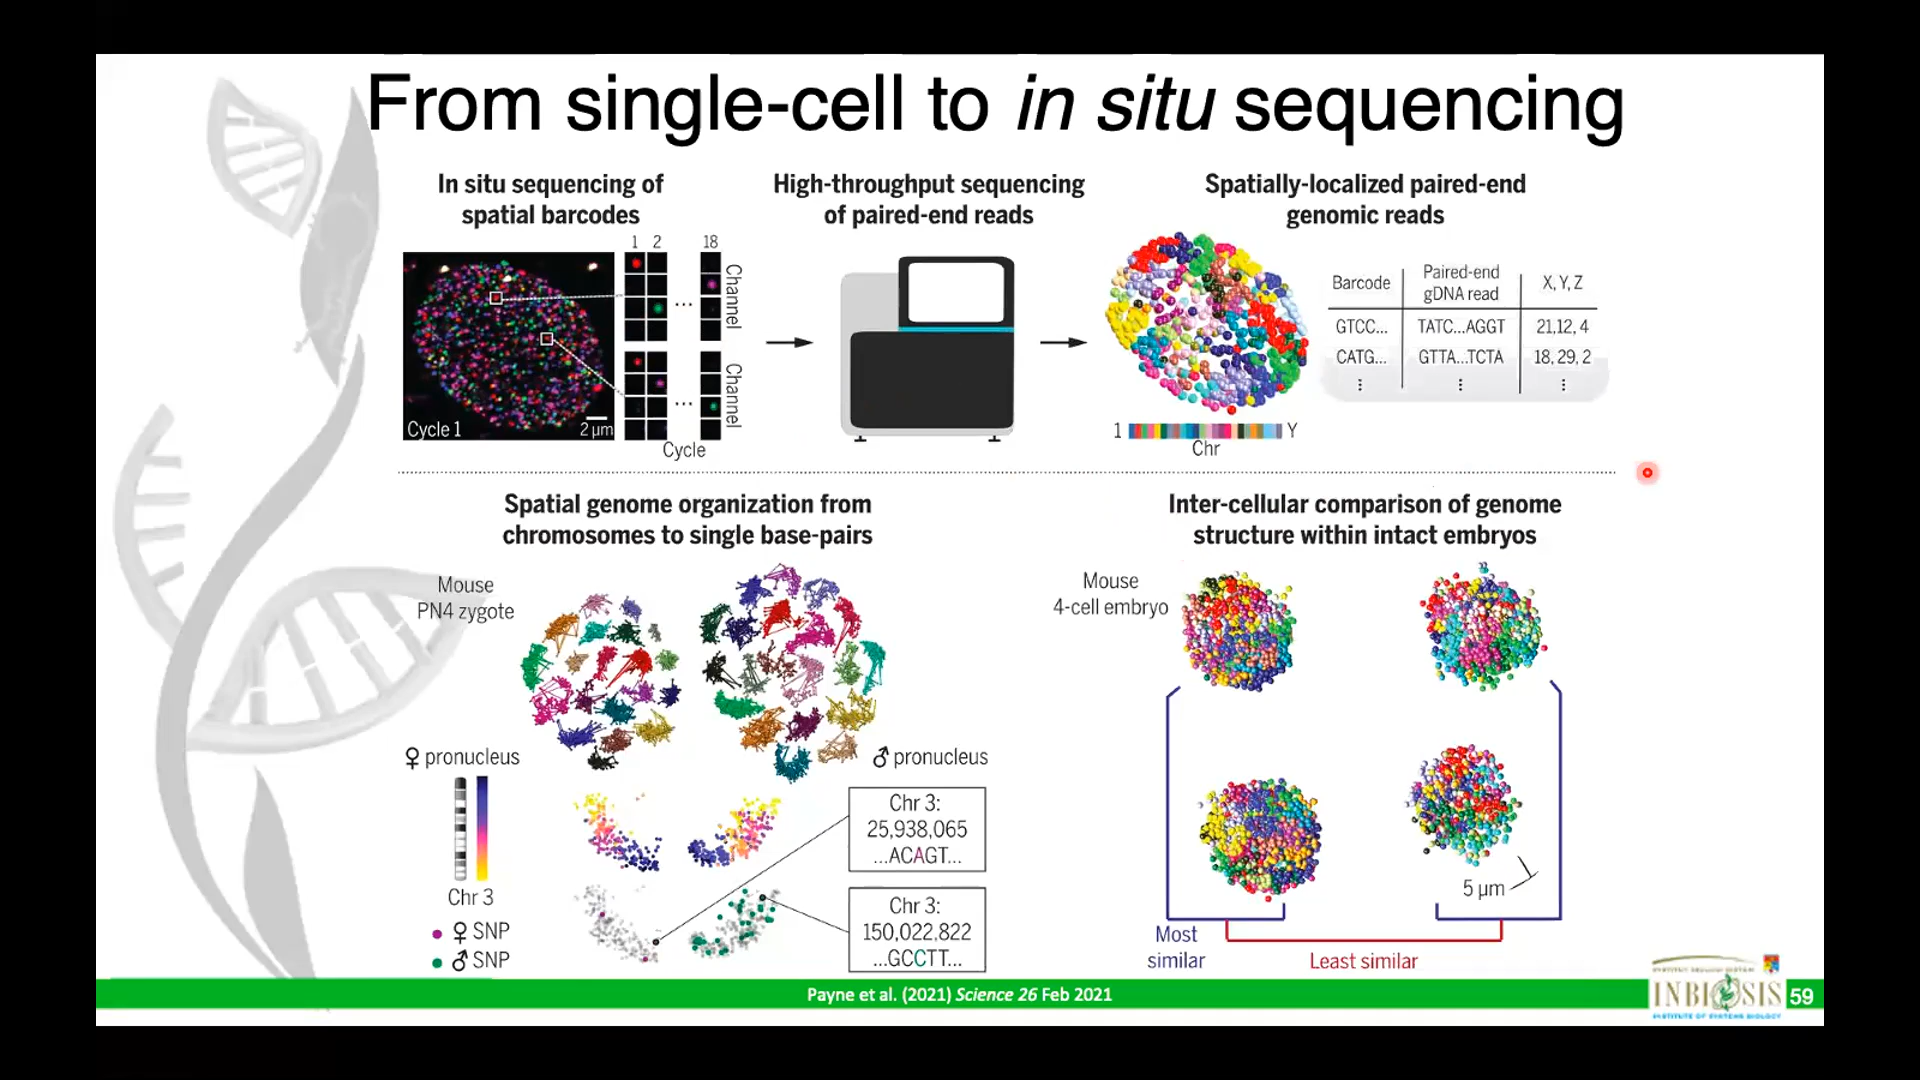 From single-cell to in situ sequencing
In situ sequencing of
spatial barcodes
1 2 18
Channel
... 
Channel
...
Cycle 1
2 μm
Cycle
High-throughput sequencing
of paired-end reads
Spatially-localized paired-end
genomic reads
1 Y
Chr
Barcode Paired-end gDNA read X, Y, Z
GTCC... TATC...AGGT 21,12, 4
CATG... GTTA...TCTA 18, 29, 2
⋮ ⋮ ⋮
Spatial genome organization from
chromosomes to single base-pairs
Mouse
PN4 zygote
♀ pronucleus
♂ pronucleus
Chr 3
♀ SNP
♂ SNP
Chr 3:
25,938,065
...ACAGT...
Chr 3:
150,022,822
...GCCTT...
Inter-cellular comparison of genome
structure within intact embryos
Mouse
4-cell embryo
5 μm
Most
similar
Least similar
Payne et al. (2021) Science 26 Feb 2021
INBIOSIS
INSTITUTE OF SYSTEMS BIOLOGY
59